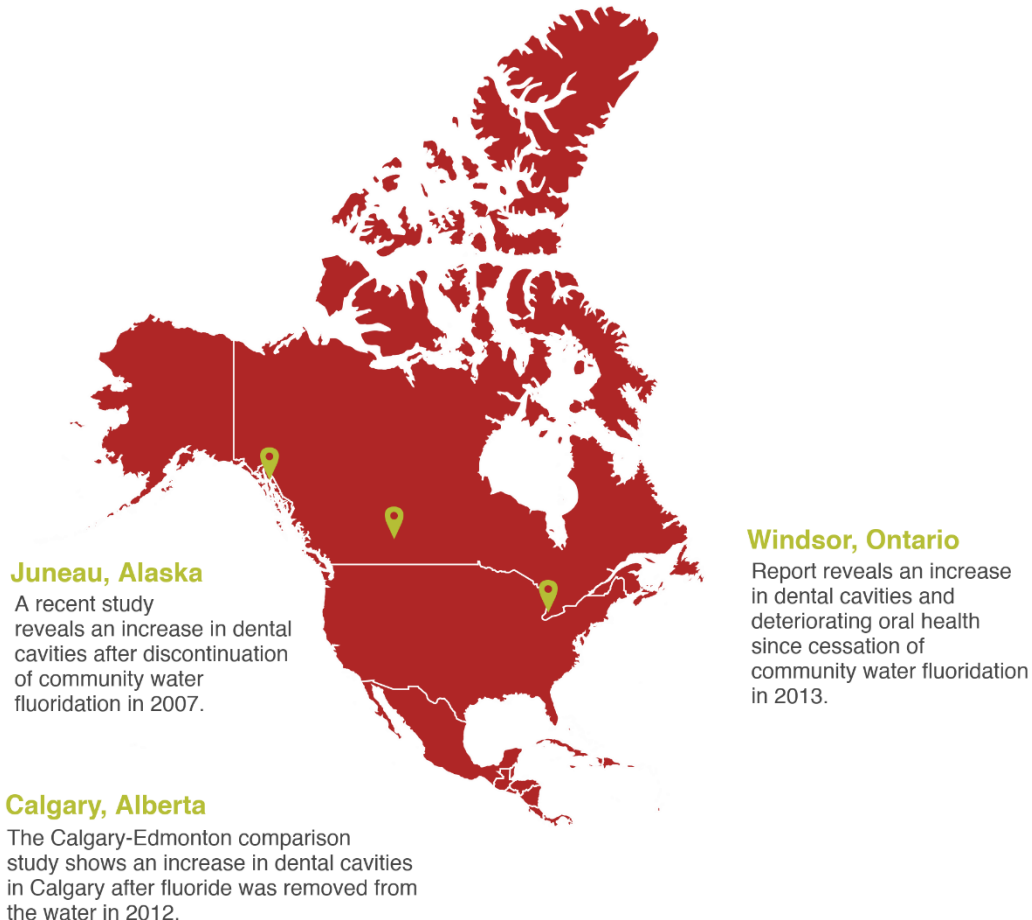 Juneau, Alaska
A recent study
reveals an increase in dental
cavities after discontinuation
of community water
fluoridation in 2007.
Windsor, Ontario
Report reveals an increase
in dental cavities and
deteriorating oral health
since cessation of
community water fluoridation
in 2013.
Calgary, Alberta
The Calgary-Edmonton comparison
study shows an increase in dental cavities
in Calgary after fluoride was removed from
the water in 2012.